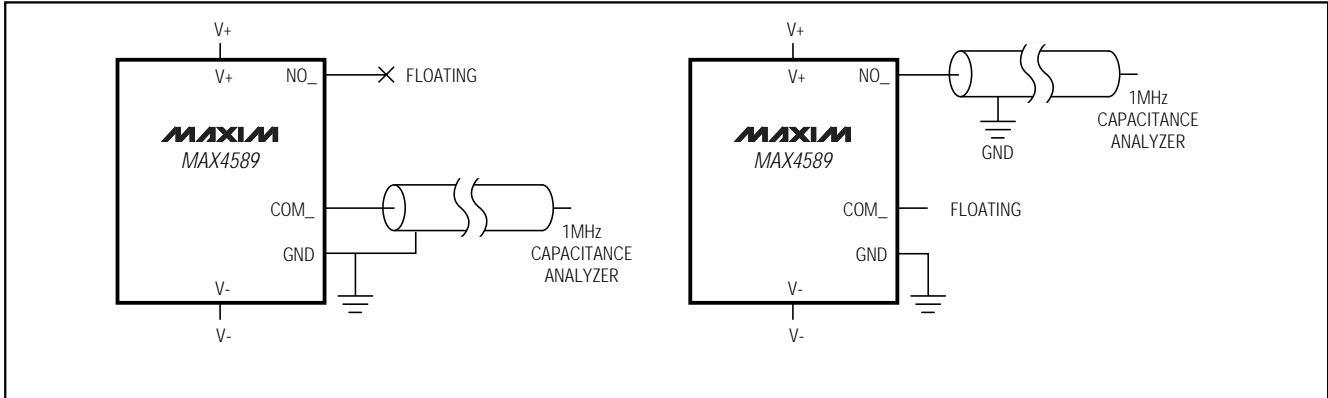 V+
V+
NO_
FLOATING
MAXIM
MAX4589
COM_
GND
1MHz
CAPACITANCE
ANALYZER
V-
V-
V+
V+
NO_
1MHz
CAPACITANCE
ANALYZER
GND
MAXIM
MAX4589
COM_
FLOATING
GND
V-
V-